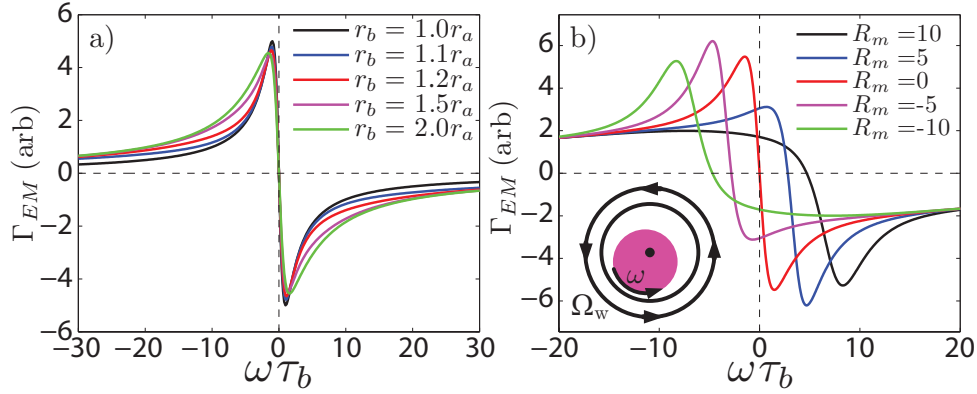 a)
r_b = 1.0r_a
r_b = 1.1r_a
r_b = 1.2r_a
r_b = 1.5r_a
r_b = 2.0r_a
Γ_EM (arb)
6
4
2
0
−2
−4
−6
−30 −20 −10 0 10 20 30
ωτ_b
b)
R_m =10
R_m =5
R_m =0
R_m =-5
R_m =-10
Γ_EM (arb)
6
4
2
0
−2
−4
−6
ω
Ω_w
−20 −10 0 10 20
ωτ_b